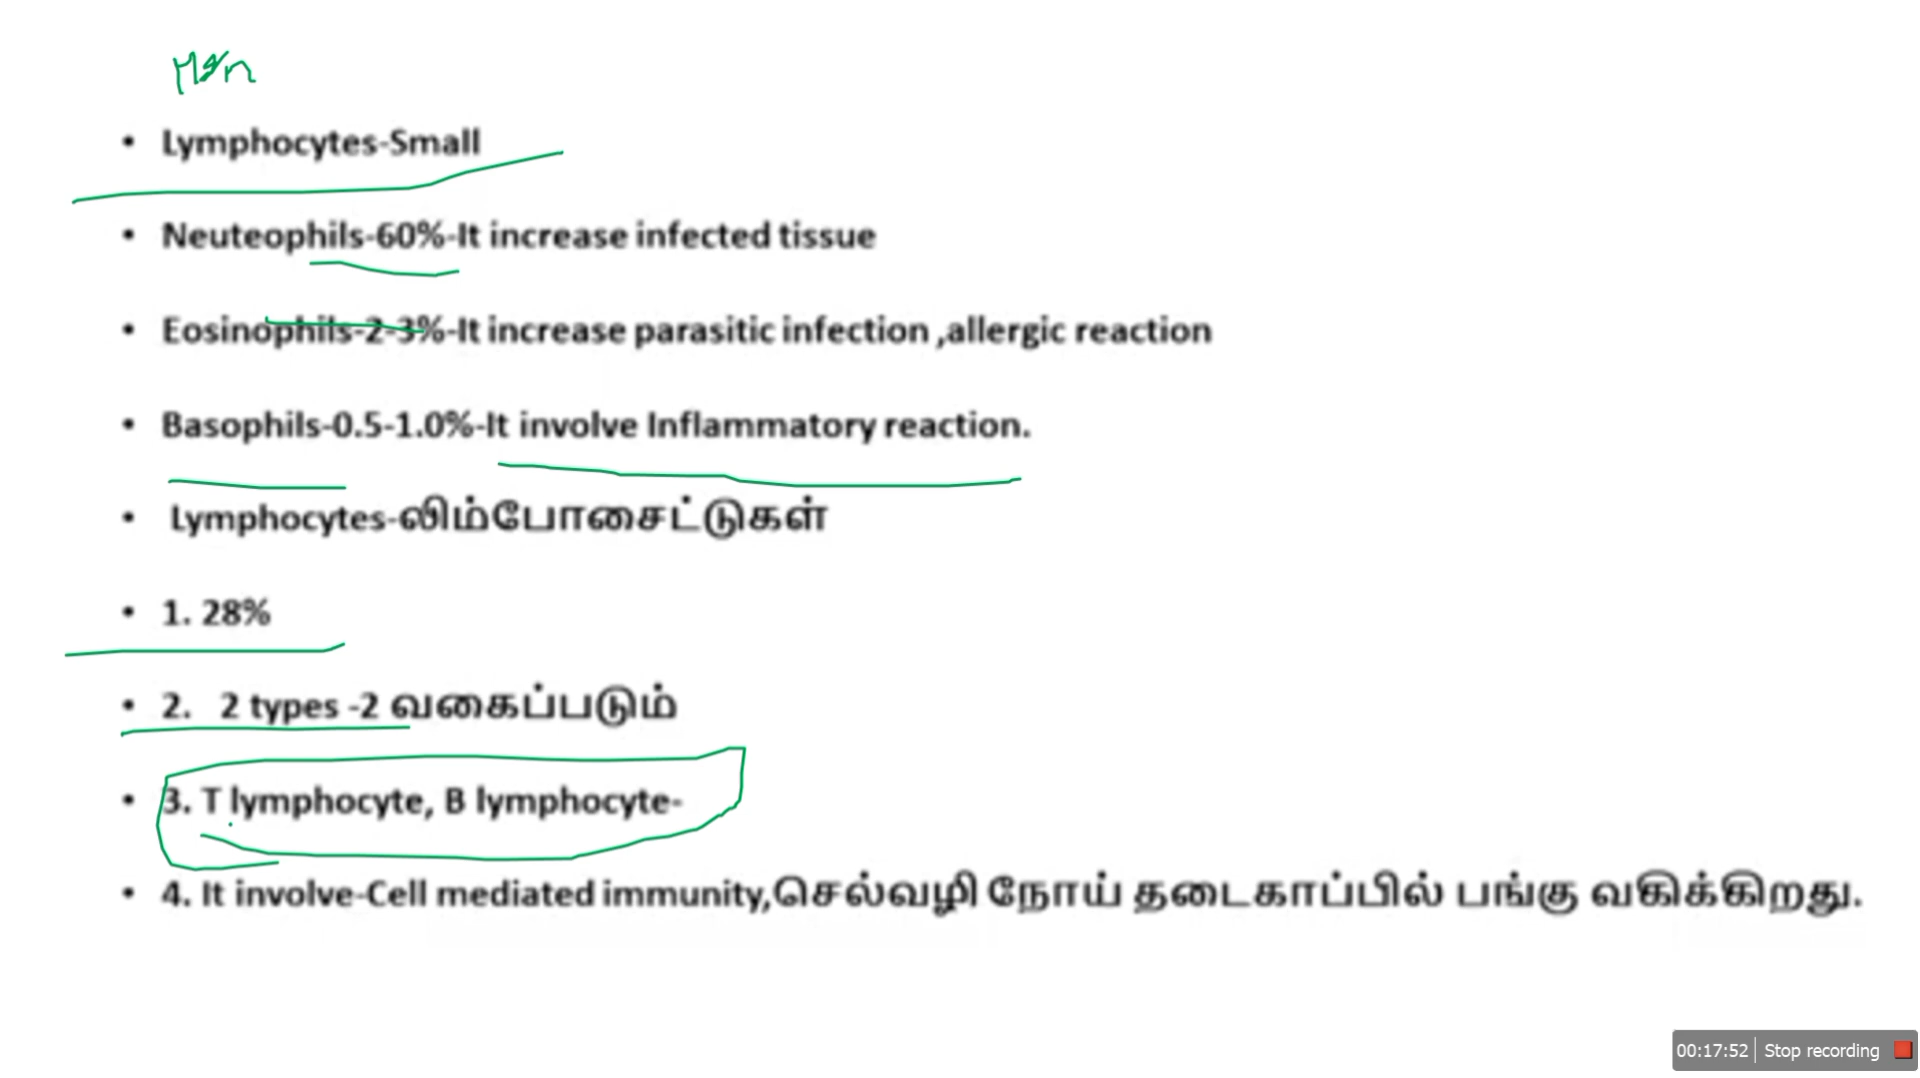 • Lymphocytes-Small
• Neuteophils-60%-It increase infected tissue
• Eosinophils-2-3%-It increase parasitic infection ,allergic reaction
• Basophils-0.5-1.0%-It involve Inflammatory reaction.
• Lymphocytes-லிம்போசைட்டுகள்
• 1. 28%
• 2. 2 types -2 வகைப்படும்
• 3. T lymphocyte, B lymphocyte-
• 4. It involve-Cell mediated immunity,செல்வழி நோய் தடைகாப்பில் பங்கு வகிக்கிறது.
00:17:52 Stop recording